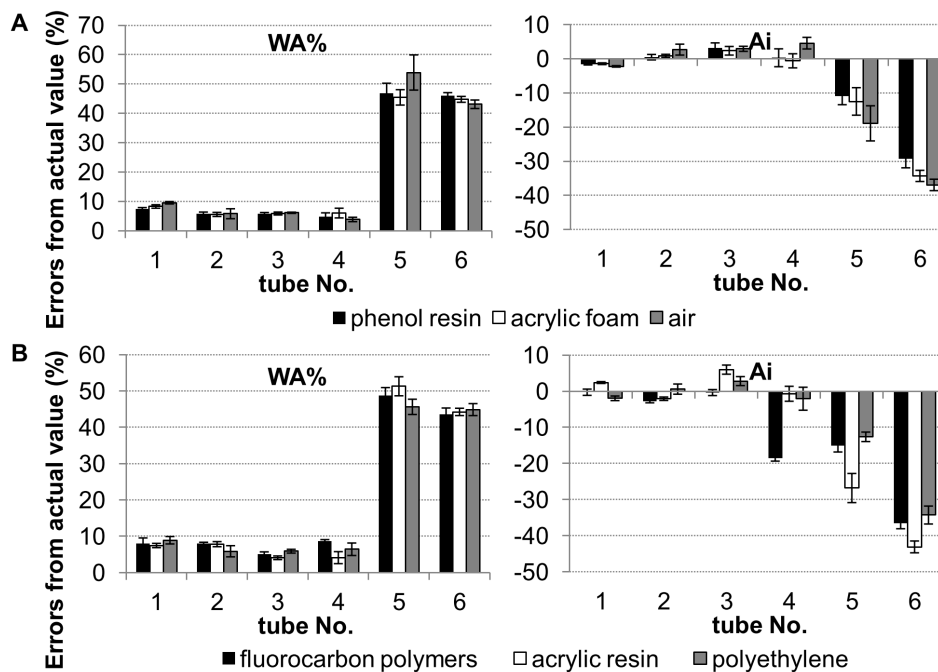 A
Errors from actual value (%)
WA%
70
60
50
40
30
20
10
0
1 2 3 4 5 6
tube No.
Ai
10
0
-10
-20
-30
-40
-50
1 2 3 4 5 6
tube No.
phenol resin acrylic foam air
B
Errors from actual value (%)
WA%
60
50
40
30
20
10
0
1 2 3 4 5 6
tube No.
Ai
10
0
-10
-20
-30
-40
-50
1 2 3 4 5 6
tube No.
fluorocarbon polymers acrylic resin polyethylene